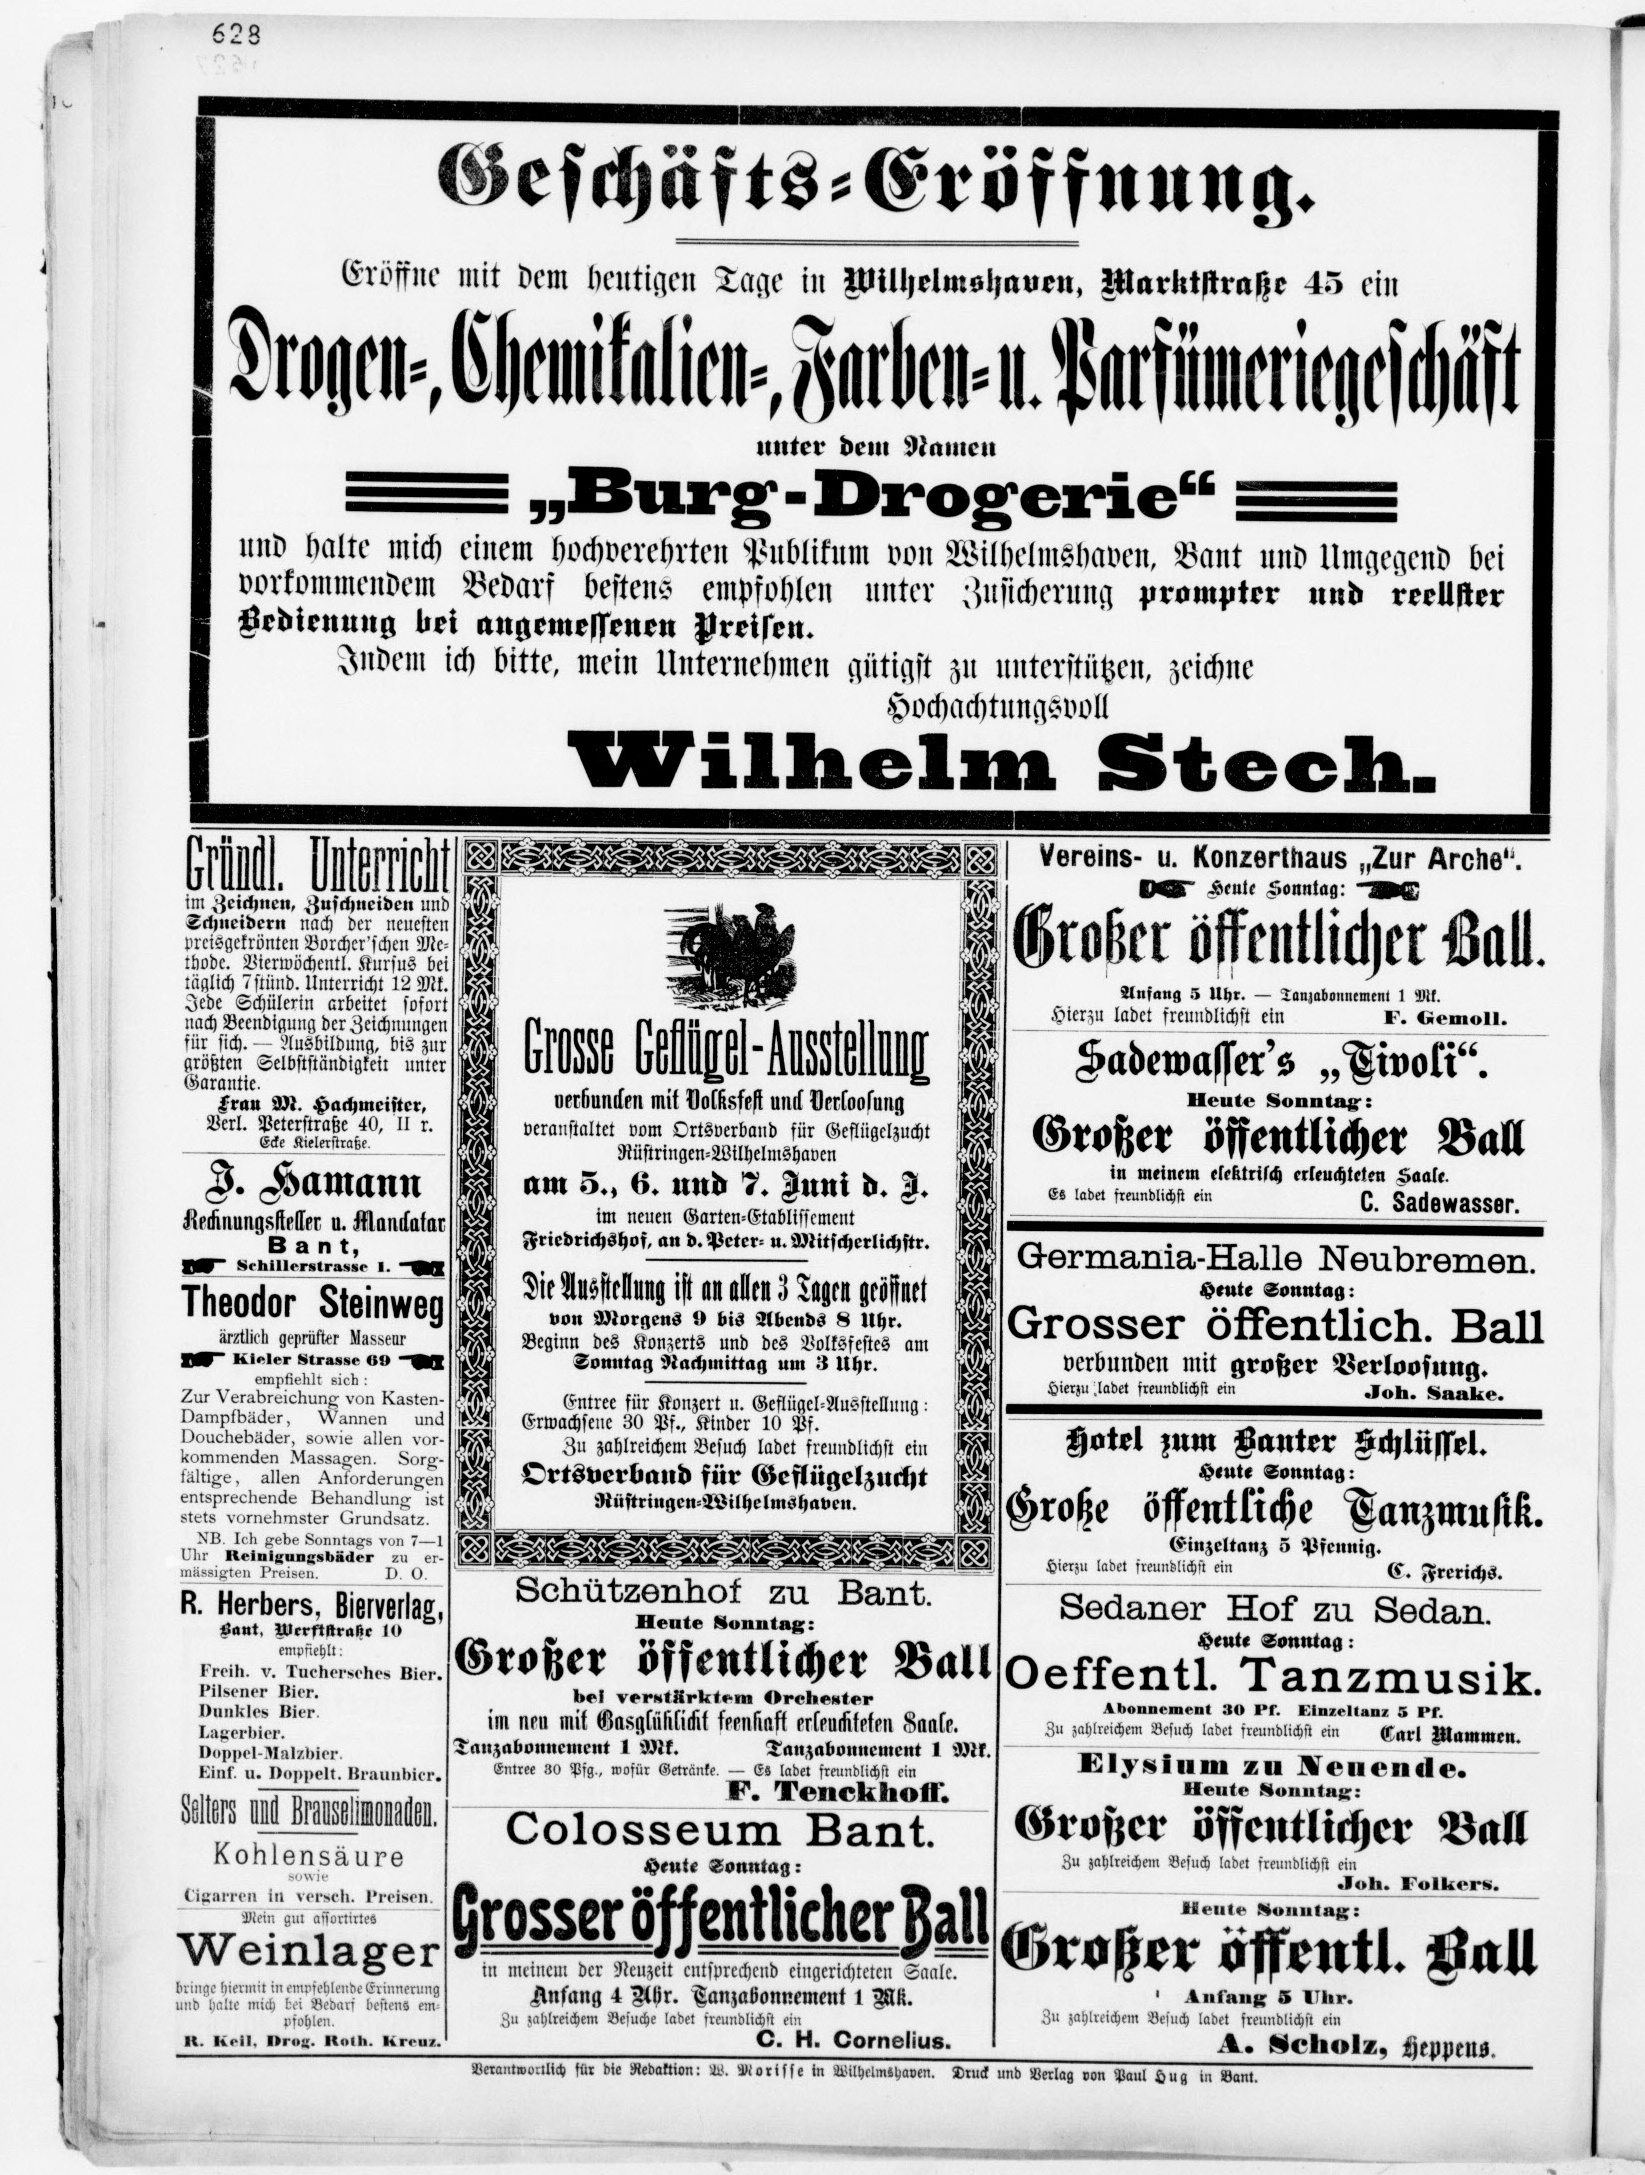 628
Geschäfts-Eröffnung.
Eröffne mit dem heutigen Tage in Wilhelmshaven, Marktstraße 45 ein
Drogen-, Chemikalien-, Farben- u. Parfümeriegeschäft
unter dem Namen
„Burg-Drogerie“
und halte mich einem hochverehrten Publikum von Wilhelmshaven, Bant und Umgegend bei
vorkommendem Bedarf bestens empfohlen unter Zusicherung prompter und reellster
Bedienung bei angemessenen Preisen.
Indem ich bitte, mein Unternehmen gütigst zu unterstützen, zeichne
Hochachtungsvoll
Wilhelm Stech.
Gründl. Unterricht
im Zeichnen, Zuschneiden und
Schneidern nach der neuesten
preisgekrönten Borcher'schen Me-
thode. Vierwöchentl. Kursus bei
täglich 7stünd. Unterricht 12 Mk.
Jede Schülerin arbeitet sofort
nach Beendigung der Zeichnungen
für sich. — Ausbildung, bis zur
größten Selbstständigkeit unter
Garantie.
Frau M. Hachmeister,
Verl. Peterstraße 40, II r.
Ecke Kielerstraße.
J. Hamann
Rechnungssteller u. Mandatar
Bant,
Schillerstrasse 1.
Theodor Steinweg
ärztlich geprüfter Masseur
Kieler Strasse 69
empfiehlt sich:
Zur Verabreichung von Kasten-
Dampfbäder, Wannen und
Douchebäder, sowie allen vor-
kommenden Massagen. Sorg-
fältige, allen Anforderungen
entsprechende Behandlung ist
stets vornehmster Grundsatz.
NB. Ich gebe Sonntags von 7—1
Uhr Reinigungsbäder zu er-
mässigten Preisen. D. O.
R. Herbers, Bierverlag,
Bant, Werftstraße 10
empfiehlt:
Freih. v. Tuchersches Bier.
Pilsener Bier.
Dunkles Bier.
Lagerbier.
Doppel-Malzbier.
Einf. u. Doppelt. Braunbier.
Selters und Brauselimonaden.
Kohlensäure
sowie
Cigarren in versch. Preisen.
Mein gut assortirtes
Weinlager
bringe hiermit in empfehlende Erinnerung
und halte mich bei Bedarf bestens em-
pfohlen.
R. Keil, Drog. Roth. Kreuz.
Grosse Geflügel-Ausstellung
verbunden mit Volksfest und Verloosung
veranstaltet vom Ortsverband für Geflügelzucht
Rüstringen-Wilhelmshaven
am 5., 6. und 7. Juni d. J.
im neuen Garten-Etablissement
Friedrichshof, an d. Peter- u. Mitscherlichstr.
Die Ausstellung ist an allen 3 Tagen geöffnet
von Morgens 9 bis Abends 8 Uhr.
Beginn des Konzerts und des Volksfestes am
Sonntag Nachmittag um 3 Uhr.
Entree für Konzert u. Geflügel-Ausstellung:
Erwachsene 30 Pf., Kinder 10 Pf.
Zu zahlreichem Besuch ladet freundlichst ein
Ortsverband für Geflügelzucht
Rüstringen-Wilhelmshaven.
Schützenhof zu Bant.
Heute Sonntag:
Großer öffentlicher Ball
bei verstärktem Orchester
im neu mit Gasglühlicht feenhaft erleuchteten Saale.
Tanzabonnement 1 Mk. Tanzabonnement 1 Mk.
Entree 30 Pfg., wofür Getränke. — Es ladet freundlichst ein
F. Tenckhoff.
Colosseum Bant.
Heute Sonntag:
Grosser öffentlicher Ball
in meinem der Neuzeit entsprechend eingerichteten Saale.
Anfang 4 Uhr. Tanzabonnement 1 Mk.
Zu zahlreichem Besuche ladet freundlichst ein
C. H. Cornelius.
Vereins- u. Konzerthaus „Zur Arche“.
Heute Sonntag:
Großer öffentlicher Ball.
Anfang 5 Uhr. — Tanzabonnement 1 Mk.
Hierzu ladet freundlichst ein F. Gemoll.
Sadewasser's „Tivoli“.
Heute Sonntag:
Großer öffentlicher Ball
in meinem elektrisch erleuchteten Saale.
Es ladet freundlichst ein C. Sadewasser.
Germania-Halle Neubremen.
Heute Sonntag:
Grosser öffentlich. Ball
verbunden mit großer Verloosung.
Hierzu ladet freundlichst ein Joh. Saake.
Hotel zum Banter Schlüssel.
Heute Sonntag:
Große öffentliche Tanzmusik.
Einzeltanz 5 Pfennig.
Hierzu ladet freundlichst ein C. Frerichs.
Sedaner Hof zu Sedan.
Heute Sonntag:
Oeffentl. Tanzmusik.
Abonnement 30 Pf. Einzeltanz 5 Pf.
Zu zahlreichem Besuch ladet freundlichst ein Carl Mammen.
Elysium zu Neuende.
Heute Sonntag:
Großer öffentlicher Ball
Zu zahlreichem Besuch ladet freundlichst ein
Joh. Folkers.
Heute Sonntag:
Großer öffentl. Ball
Anfang 5 Uhr.
Zu zahlreichem Besuch ladet freundlichst ein
A. Scholz, Heppens.
Verantwortlich für die Redaktion: W. Morisse in Wilhelmshaven. Druck und Verlag von Paul Hug in Bant.